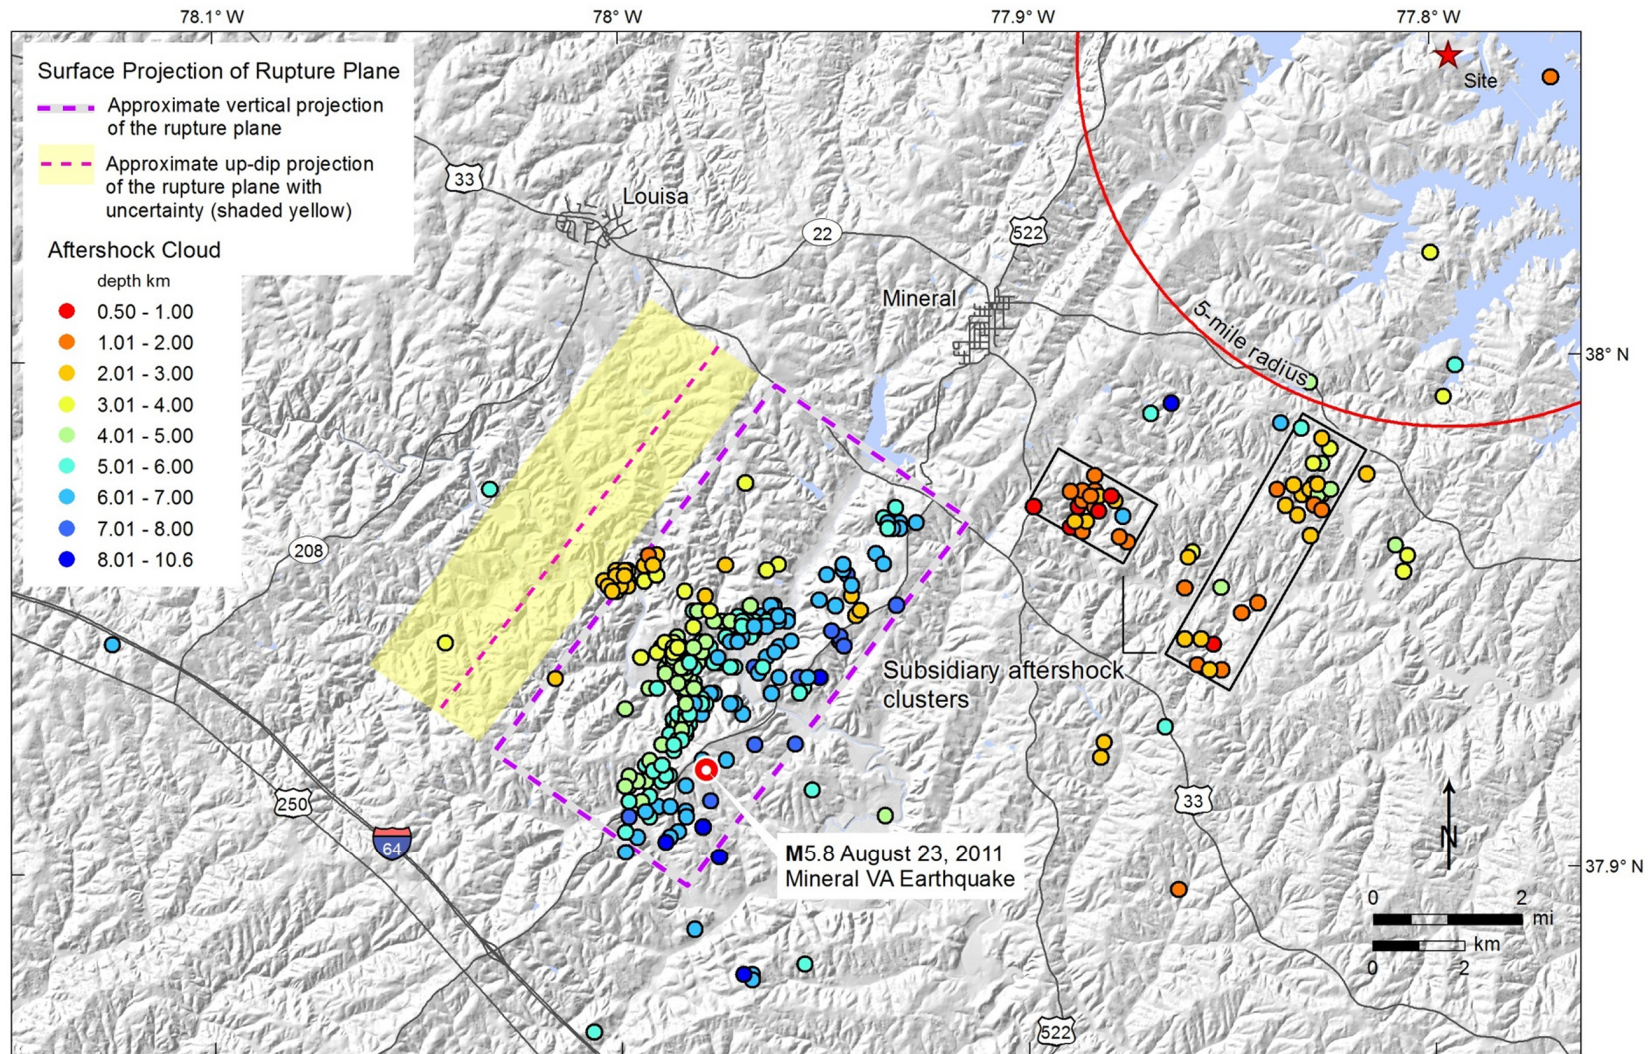 78.1° W
78° W
77.9° W
77.8° W
Surface Projection of Rupture Plane
Approximate vertical projection
of the rupture plane
Approximate up-dip projection
of the rupture plane with
uncertainty (shaded yellow)
Aftershock Cloud
depth km
0.50 - 1.00
1.01 - 2.00
2.01 - 3.00
3.01 - 4.00
4.01 - 5.00
5.01 - 6.00
6.01 - 7.00
7.01 - 8.00
8.01 - 10.6
Site
33
Louisa
22
522
Mineral
5-mile radius
38° N
208
Subsidiary aftershock
clusters
250
64
33
M5.8 August 23, 2011
Mineral VA Earthquake
N
37.9° N
0
2
mi
km
0
2
522